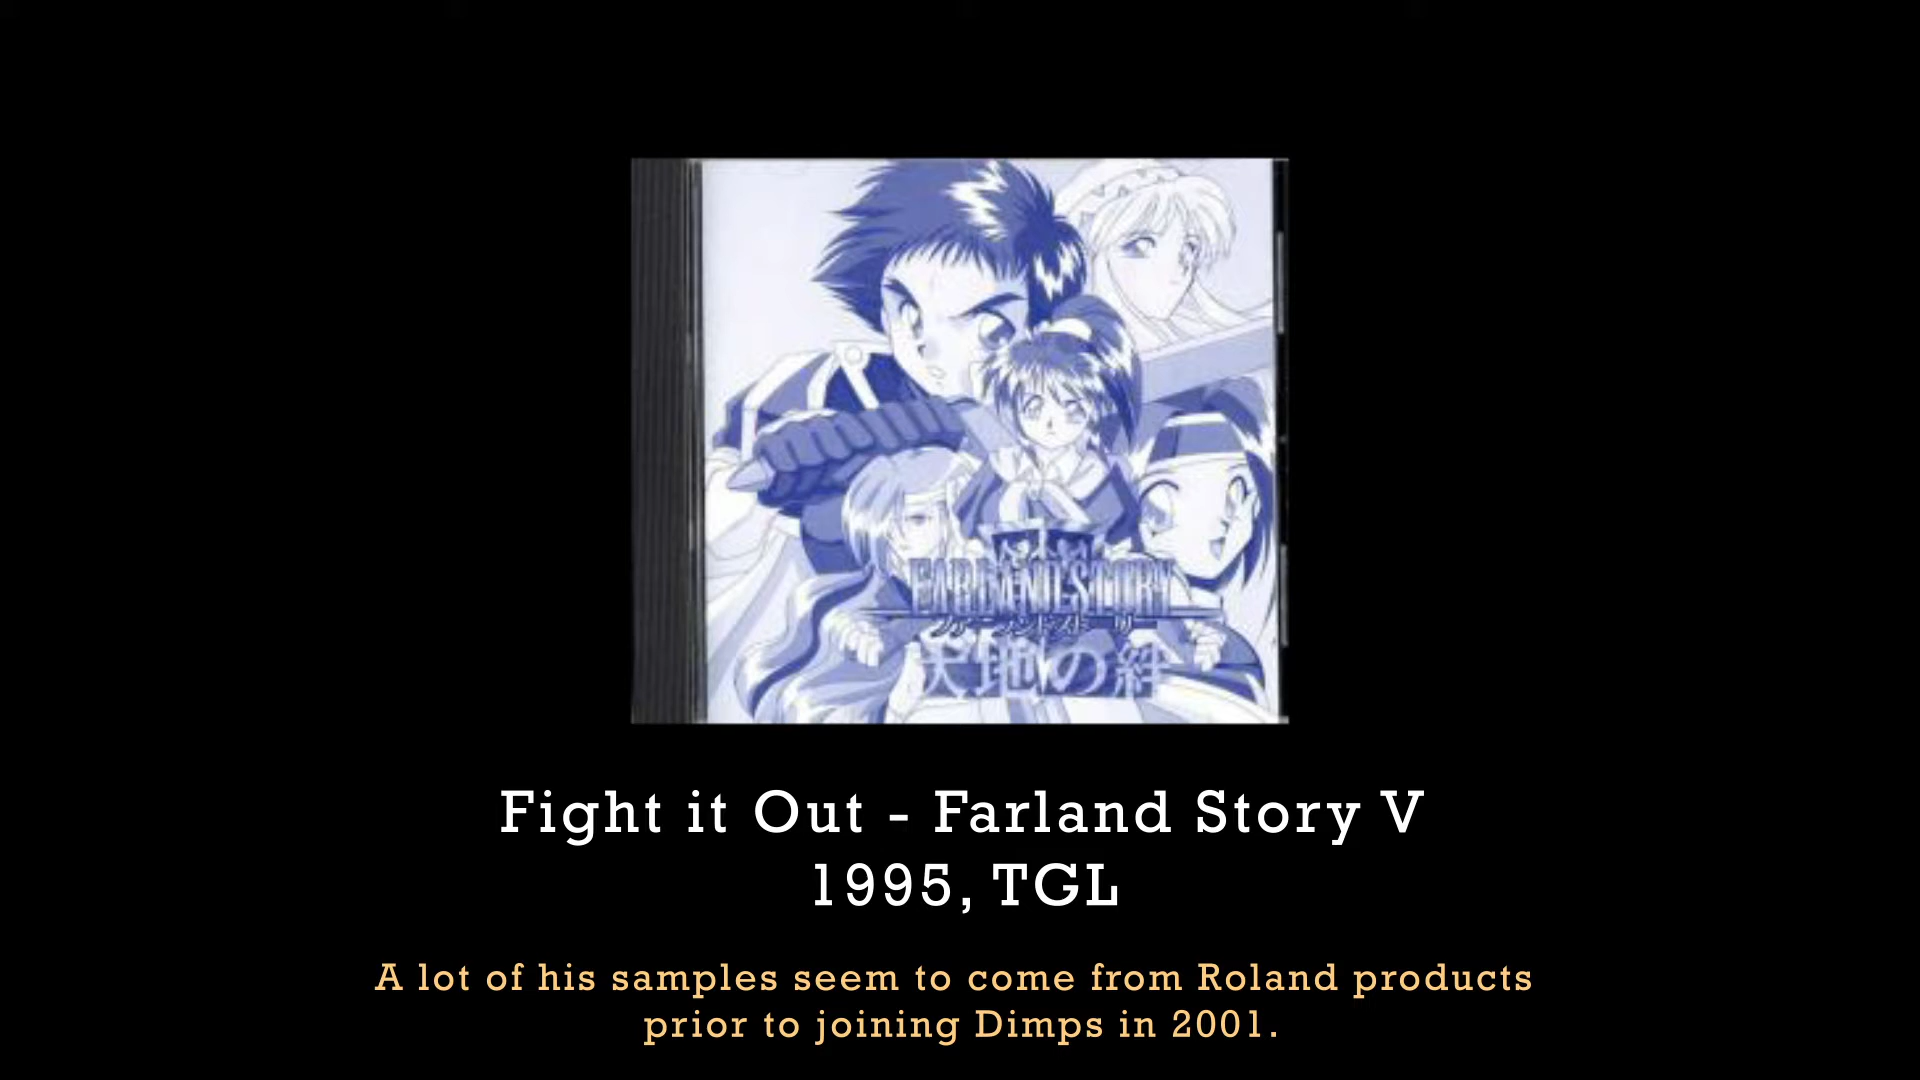 FARLAND STORY
ファーランドストーリー
天地の絆
Fight it Out - Farland Story V
1995, TGL
A lot of his samples seem to come from Roland products
prior to joining Dimps in 2001.